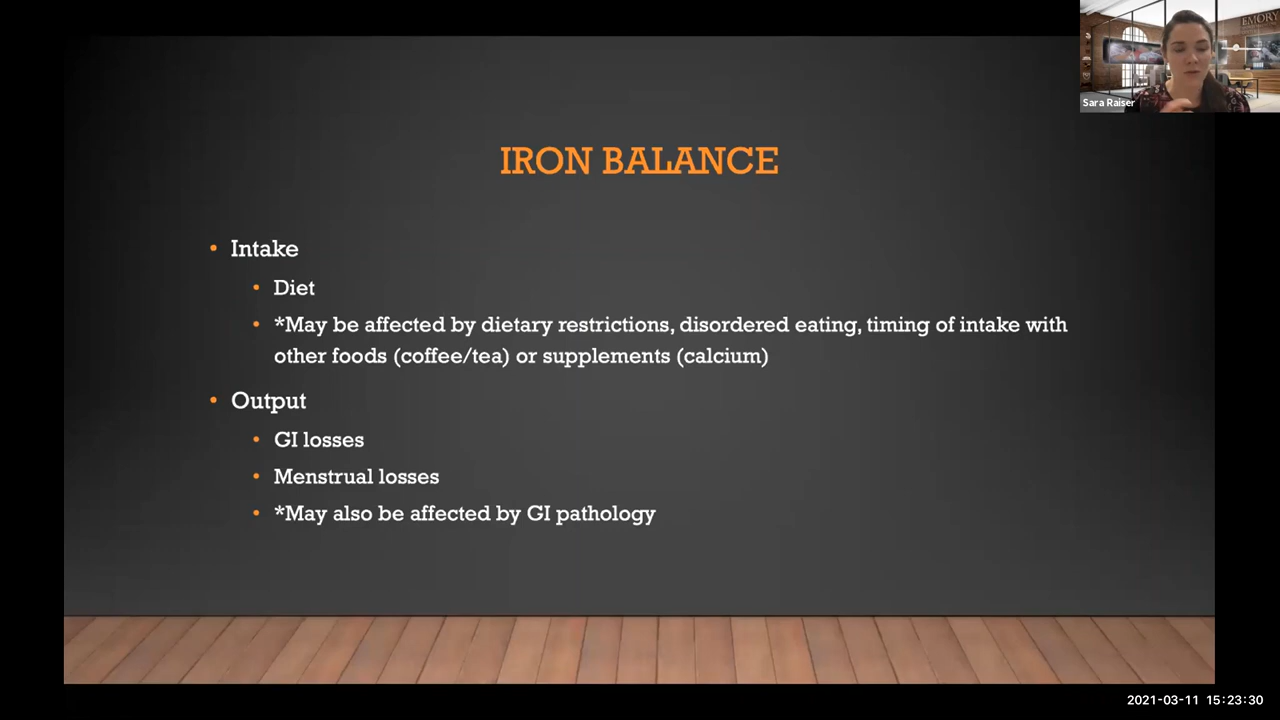 EMORY
Sara Raiser
IRON BALANCE
• Intake
• Diet
• *May be affected by dietary restrictions, disordered eating, timing of intake with
other foods (coffee/tea) or supplements (calcium)
• Output
• GI losses
• Menstrual losses
• *May also be affected by GI pathology
2021-03-11 15:23:30